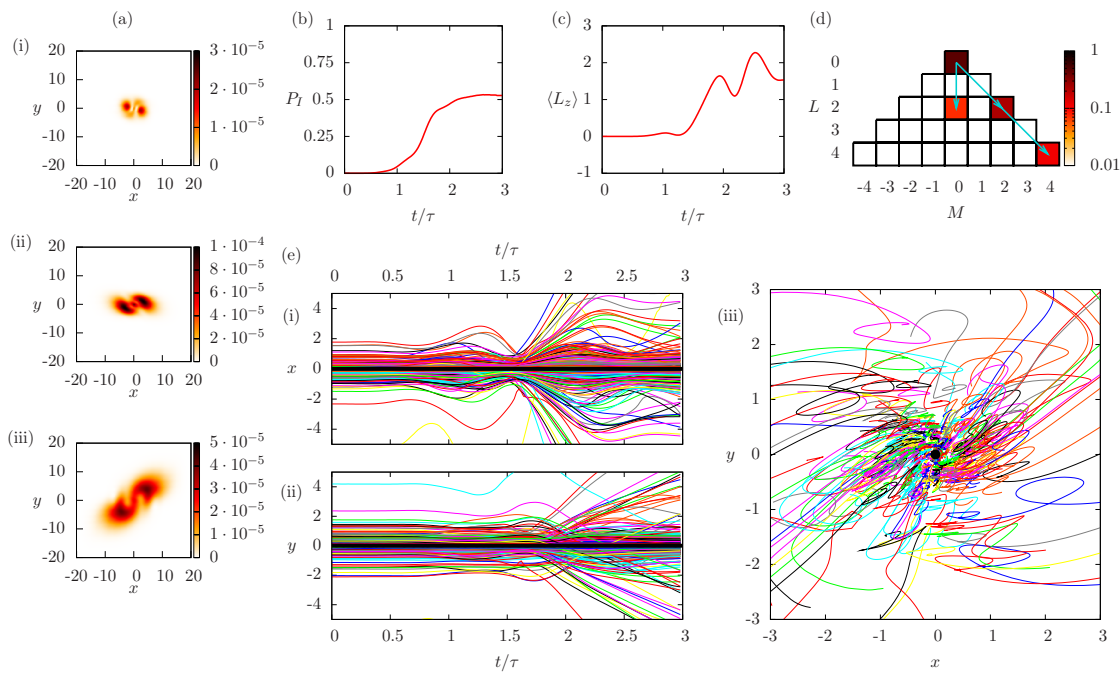 (a)
(i)
20
10
y 0
-10
-20
-20 -10 0 10 20
x
3 · 10⁻⁵
2 · 10⁻⁵
1 · 10⁻⁵
0
(ii)
20
10
y 0
-10
-20
-20 -10 0 10 20
x
1 · 10⁻⁴
8 · 10⁻⁵
6 · 10⁻⁵
4 · 10⁻⁵
2 · 10⁻⁵
0
(iii)
20
10
y 0
-10
-20
-20 -10 0 10 20
x
5 · 10⁻⁵
4 · 10⁻⁵
3 · 10⁻⁵
2 · 10⁻⁵
1 · 10⁻⁵
0
(b)
1
0.75
P_I 0.5
0.25
0
0 1 2 3
t/τ
(c)
3
2
⟨L_z⟩ 1
0
-1
0 1 2 3
t/τ
(d)
0
1
L 2
3
4
-4 -3 -2 -1 0 1 2 3 4
M
1
0.1
0.01
(e)
t/τ
0 0.5 1 1.5 2 2.5 3
(i)
4
2
x 0
-2
-4
(ii)
4
2
y 0
-2
-4
0 0.5 1 1.5 2 2.5 3
t/τ
(iii)
3
2
1
y 0
-1
-2
-3
-3 -2 -1 0 1 2 3
x